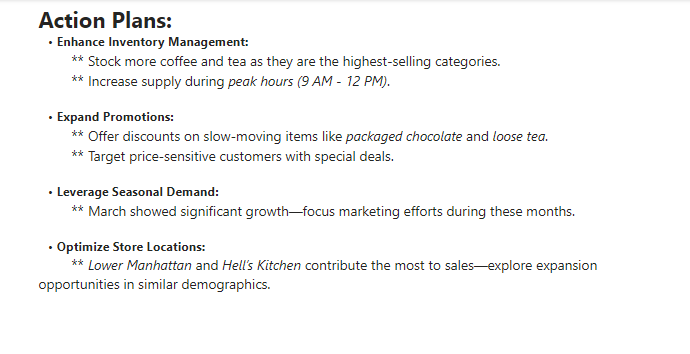 Action Plans:
• Enhance Inventory Management:
** Stock more coffee and tea as they are the highest-selling categories.
** Increase supply during peak hours (9 AM - 12 PM).
• Expand Promotions:
** Offer discounts on slow-moving items like packaged chocolate and loose tea.
** Target price-sensitive customers with special deals.
• Leverage Seasonal Demand:
** March showed significant growth—focus marketing efforts during these months.
• Optimize Store Locations:
** Lower Manhattan and Hell’s Kitchen contribute the most to sales—explore expansion
opportunities in similar demographics.